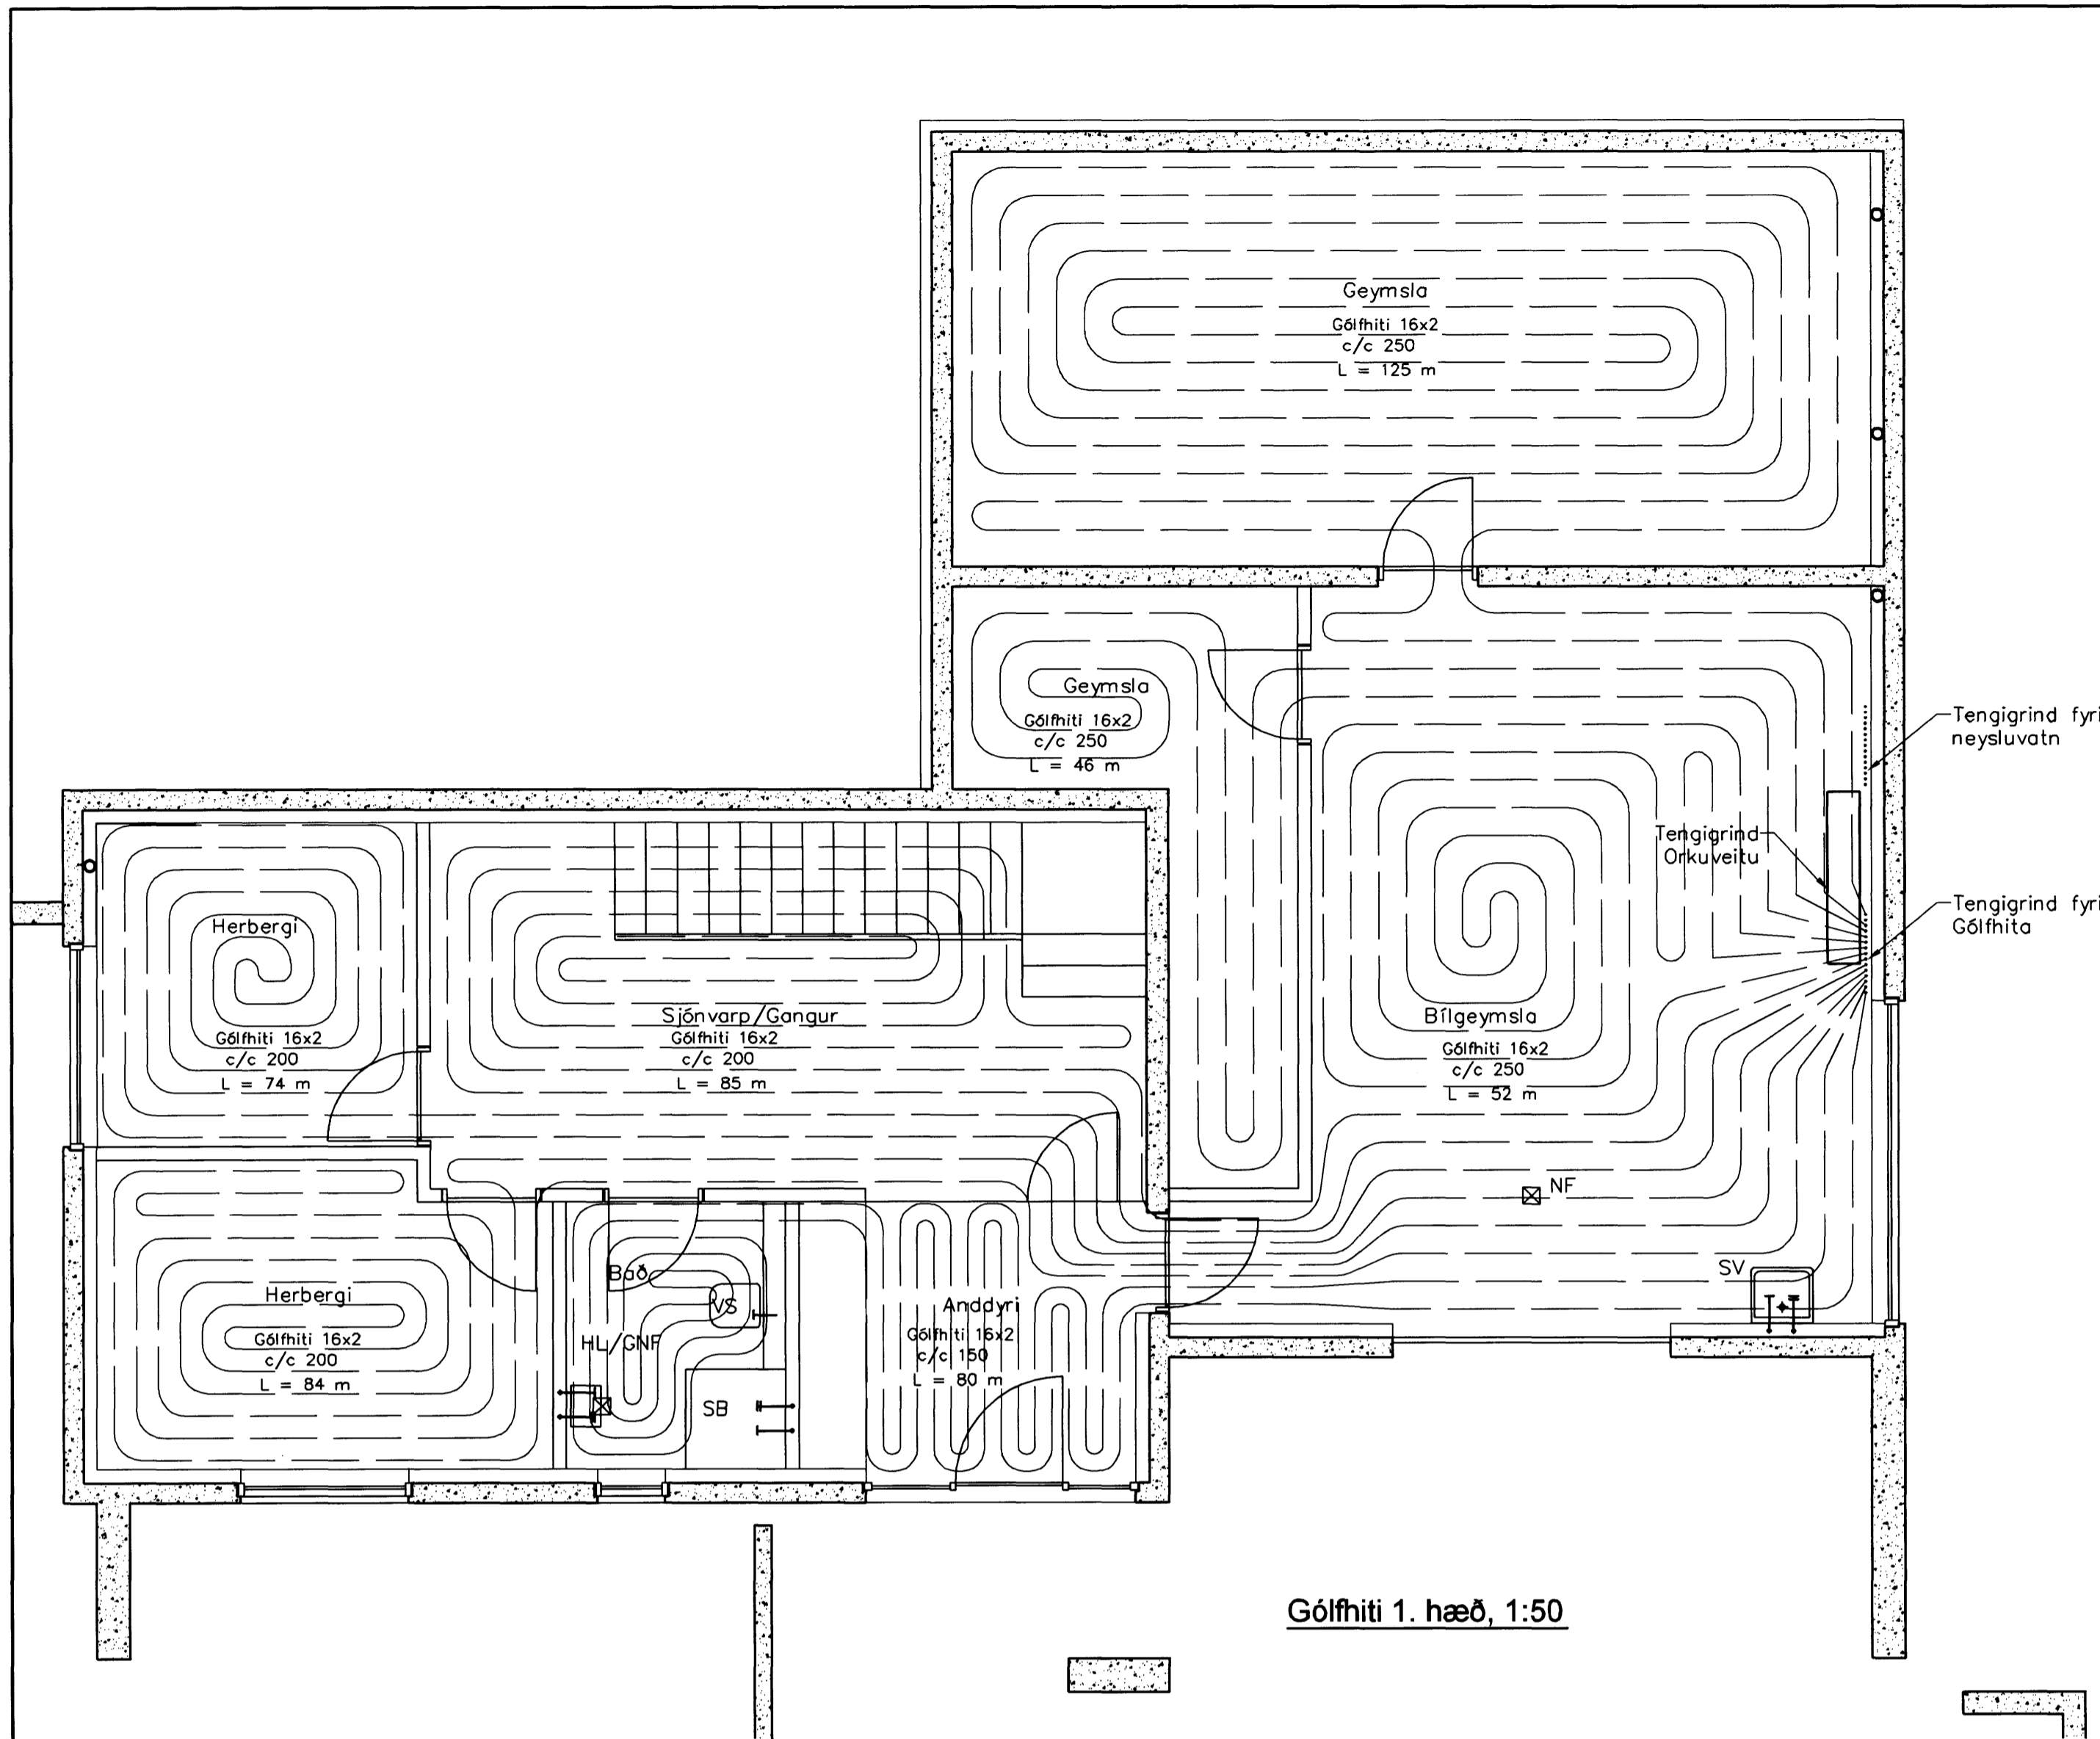 Geymsla
Gólfhiti 16x2
c/c 250
L = 125 m
Geymsla
Gólfhiti 16x2
c/c 250
L = 46 m
Tengigrind fyri
neysluvatn
Tengigrind
Orkuveitu
Tengigrind fyri
Gólfhita
Herbergi
Gólfhiti 16x2
c/c 200
L = 74 m
Sjónvarp/Gangur
Gólfhiti 16x2
c/c 200
L = 85 m
Bílgeymsla
Gólfhiti 16x2
c/c 250
L = 52 m
NF
SV
Herbergi
Gólfhiti 16x2
c/c 200
L = 84 m
Bað
VS
HL/GNF
SB
Anddyri
Gólfhiti 16x2
c/c 150
L = 80 m
Gólfhiti 1. hæð, 1:50